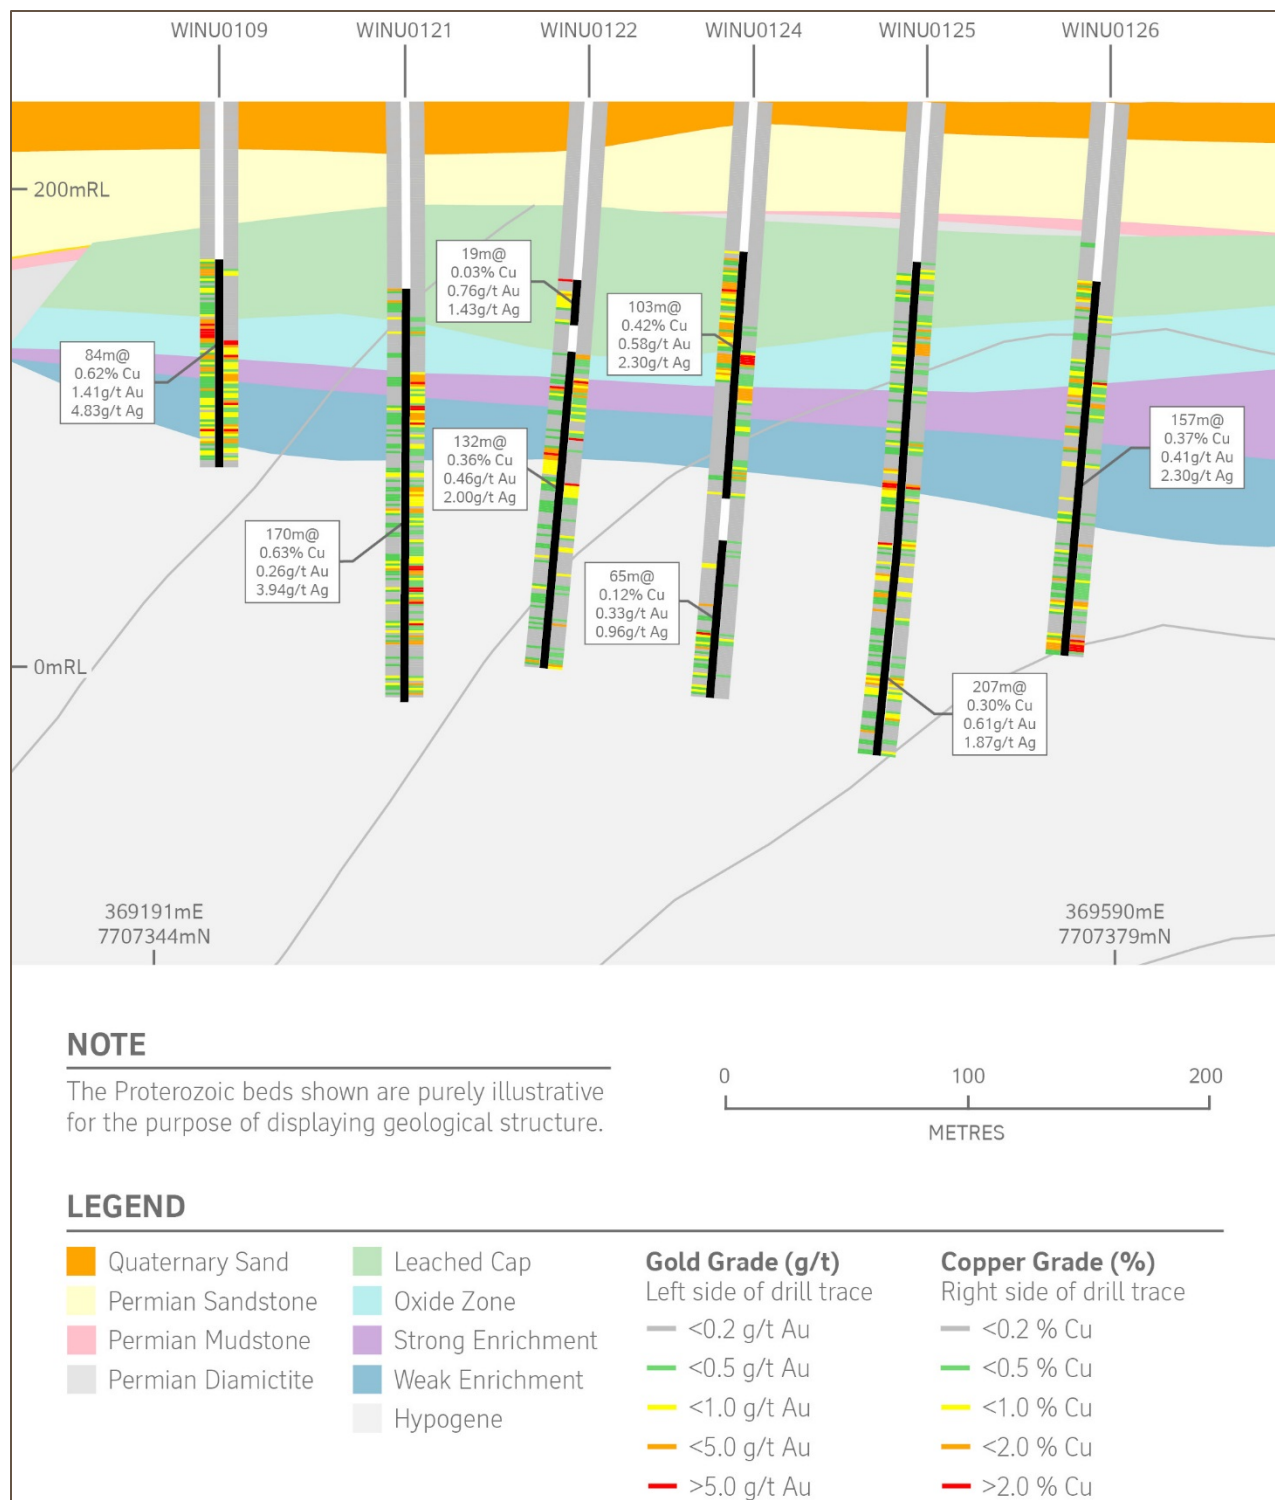 WINU0109
WINU0121
WINU0122
WINU0124
WINU0125
WINU0126
200mRL
0mRL
84m@
0.62% Cu
1.41g/t Au
4.83g/t Ag
170m@
0.63% Cu
0.26g/t Au
3.94g/t Ag
19m@
0.03% Cu
0.76g/t Au
1.43g/t Ag
132m@
0.36% Cu
0.46g/t Au
2.00g/t Ag
103m@
0.42% Cu
0.58g/t Au
2.30g/t Ag
65m@
0.12% Cu
0.33g/t Au
0.96g/t Ag
207m@
0.30% Cu
0.61g/t Au
1.87g/t Ag
157m@
0.37% Cu
0.41g/t Au
2.30g/t Ag
369191mE
7707344mN
369590mE
7707379mN
NOTE
The Proterozoic beds shown are purely illustrative
for the purpose of displaying geological structure.
0
100
200
METRES
LEGEND
Quaternary Sand
Permian Sandstone
Permian Mudstone
Permian Diamictite
Leached Cap
Oxide Zone
Strong Enrichment
Weak Enrichment
Hypogene
Gold Grade (g/t)
Left side of drill trace
<0.2 g/t Au
<0.5 g/t Au
<1.0 g/t Au
<5.0 g/t Au
>5.0 g/t Au
Copper Grade (%)
Right side of drill trace
<0.2 % Cu
<0.5 % Cu
<1.0 % Cu
<2.0 % Cu
>2.0 % Cu